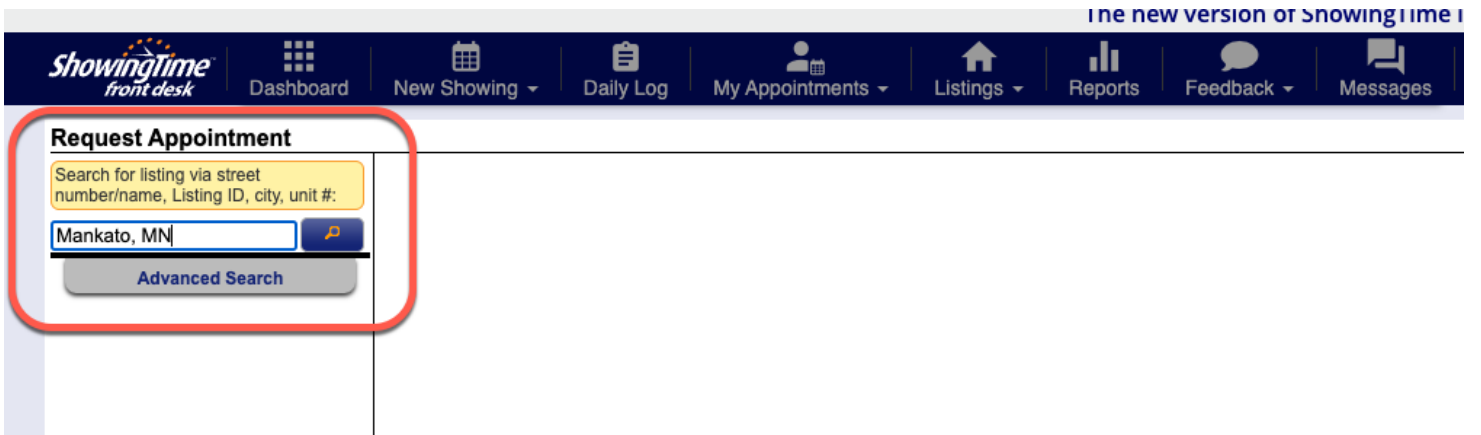 The new version of ShowingTime
ShowingTime
front desk
Dashboard
New Showing
Daily Log
My Appointments
Listings
Reports
Feedback
Messages
Request Appointment
Search for listing via street
number/name, Listing ID, city, unit #:
Mankato, MN
Advanced Search